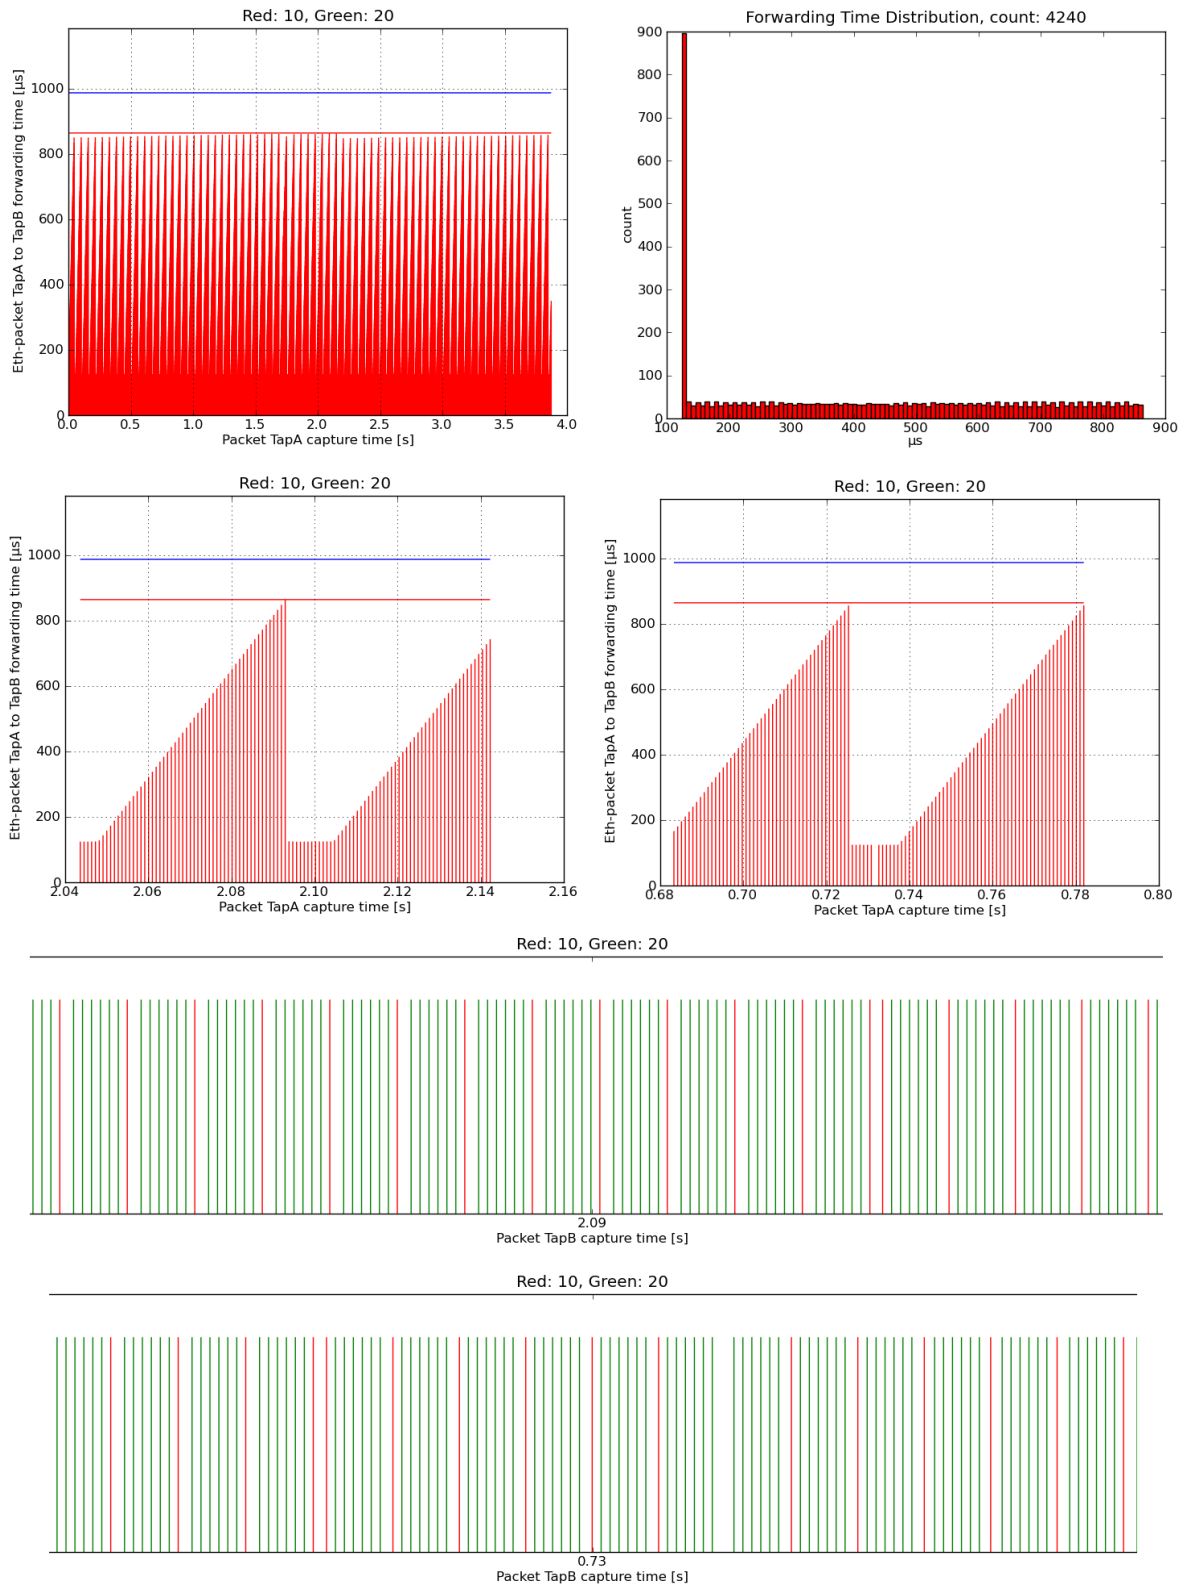 Red: 10, Green: 20
Eth-packet TapA to TapB forwarding time [µs]
1000
800
600
400
200
0
0.0 0.5 1.0 1.5 2.0 2.5 3.0 3.5 4.0
Packet TapA capture time [s]
Forwarding Time Distribution, count: 4240
count
900
800
700
600
500
400
300
200
100
0
100 200 300 400 500 600 700 800 900
µs
Red: 10, Green: 20
Eth-packet TapA to TapB forwarding time [µs]
1000
800
600
400
200
0
2.04 2.06 2.08 2.10 2.12 2.14 2.16
Packet TapA capture time [s]
Red: 10, Green: 20
Eth-packet TapA to TapB forwarding time [µs]
1000
800
600
400
200
0
0.68 0.70 0.72 0.74 0.76 0.78 0.80
Packet TapA capture time [s]
Red: 10, Green: 20
2.09
Packet TapB capture time [s]
Red: 10, Green: 20
0.73
Packet TapB capture time [s]